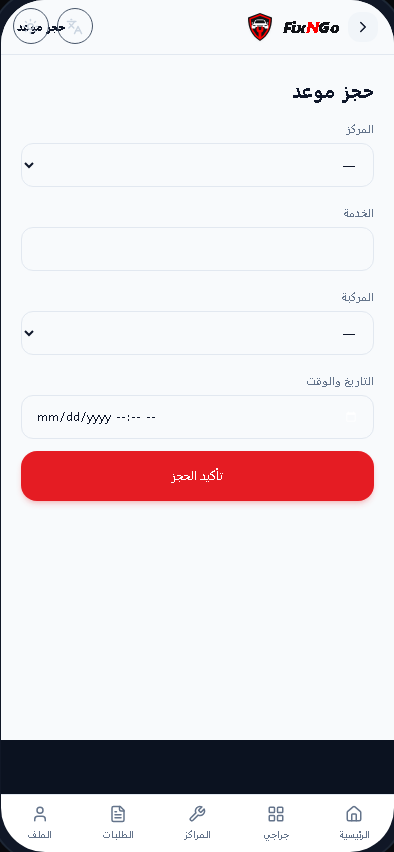 FixNGo
حجز موعد
حجز موعد
المركز
—
الخدمة
المركبة
—
التاريخ والوقت
mm/dd/yyyy --:-- --
تأكيد الحجز
الرئيسية
جراجي
المراكز
الطلبات
الملف